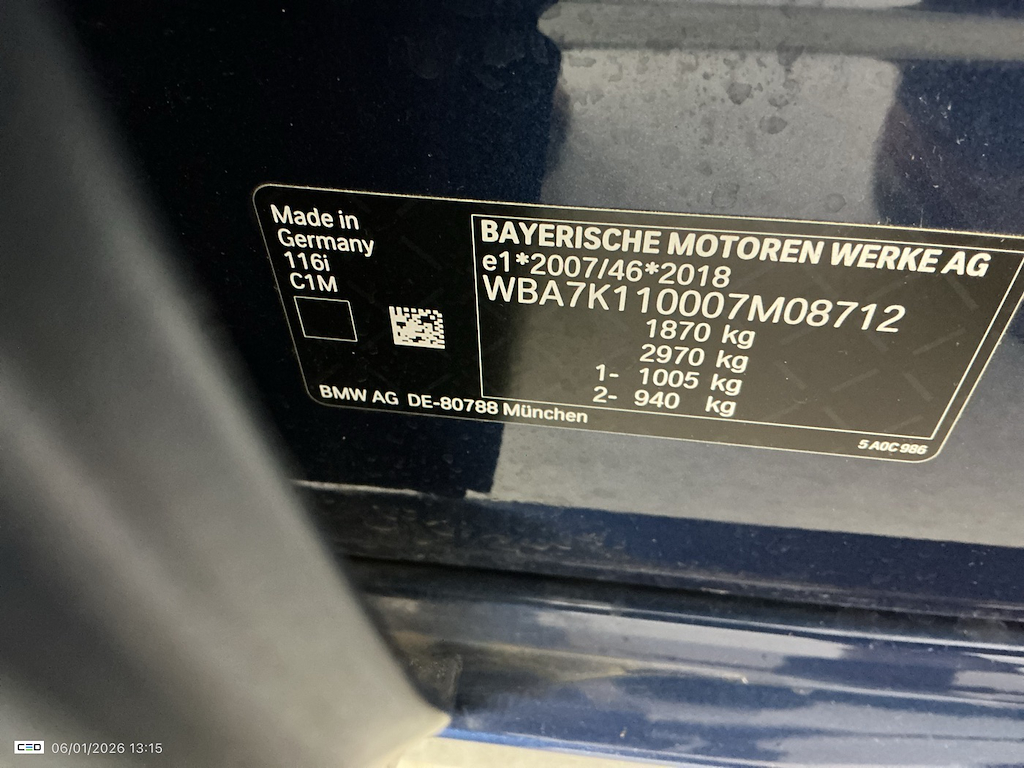 Made in
Germany
116i
C1M
BMW AG DE-80788 München
BAYERISCHE MOTOREN WERKE AG
e1*2007/46*2018
WBA7K110007M08712
1870 kg
2970 kg
1- 1005 kg
2- 940 kg
5 A0C 986
CEO 06/01/2026 13:15